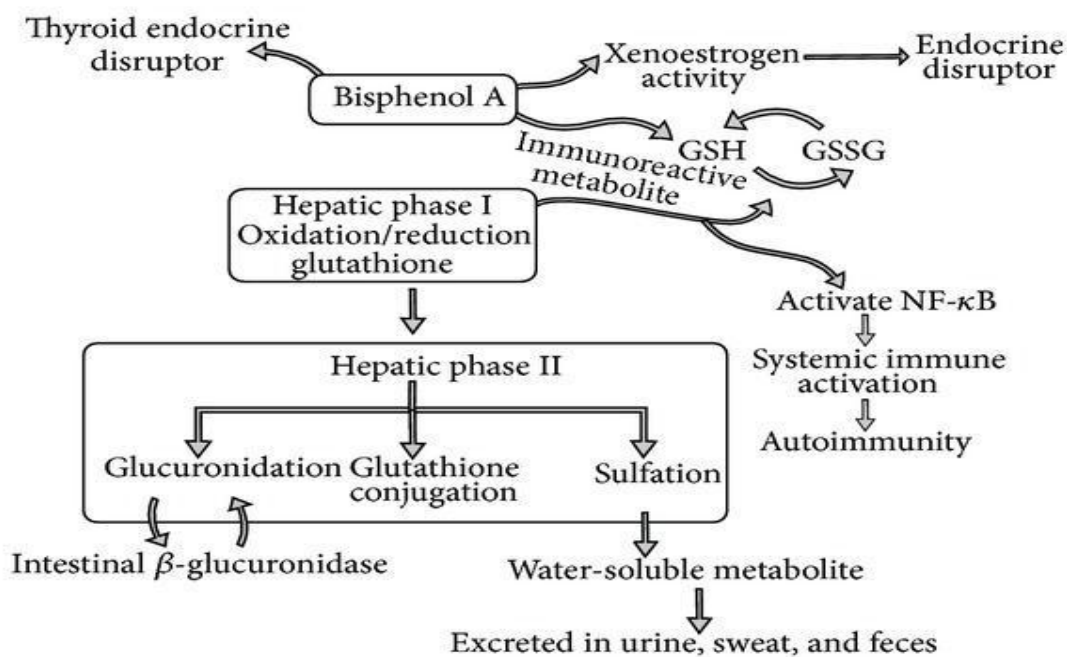 Thyroid endocrine
disruptor
Bisphenol A
Xenoestrogen
activity
Endocrine
disruptor
GSH
GSSG
Immunoreactive
metabolite
Hepatic phase I
Oxidation/reduction
glutathione
Activate NF-κB
Systemic immune
activation
Autoimmunity
Hepatic phase II
Glucuronidation
Glutathione
conjugation
Sulfation
Intestinal β-glucuronidase
Water-soluble metabolite
Excreted in urine, sweat, and feces